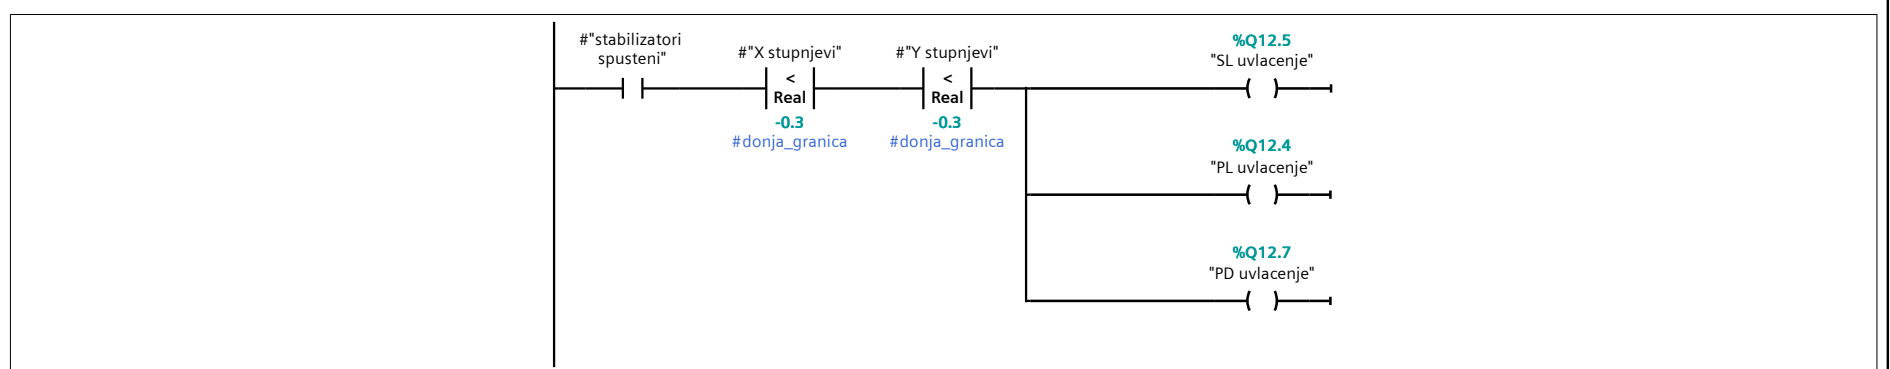 #"stabilizatori
spusteni"
#"X stupnjevi"
<
Real
-0.3
#donja_granica
#"Y stupnjevi"
<
Real
-0.3
#donja_granica
%Q12.5
"SL uvlacenje"
%Q12.4
"PL uvlacenje"
%Q12.7
"PD uvlacenje"